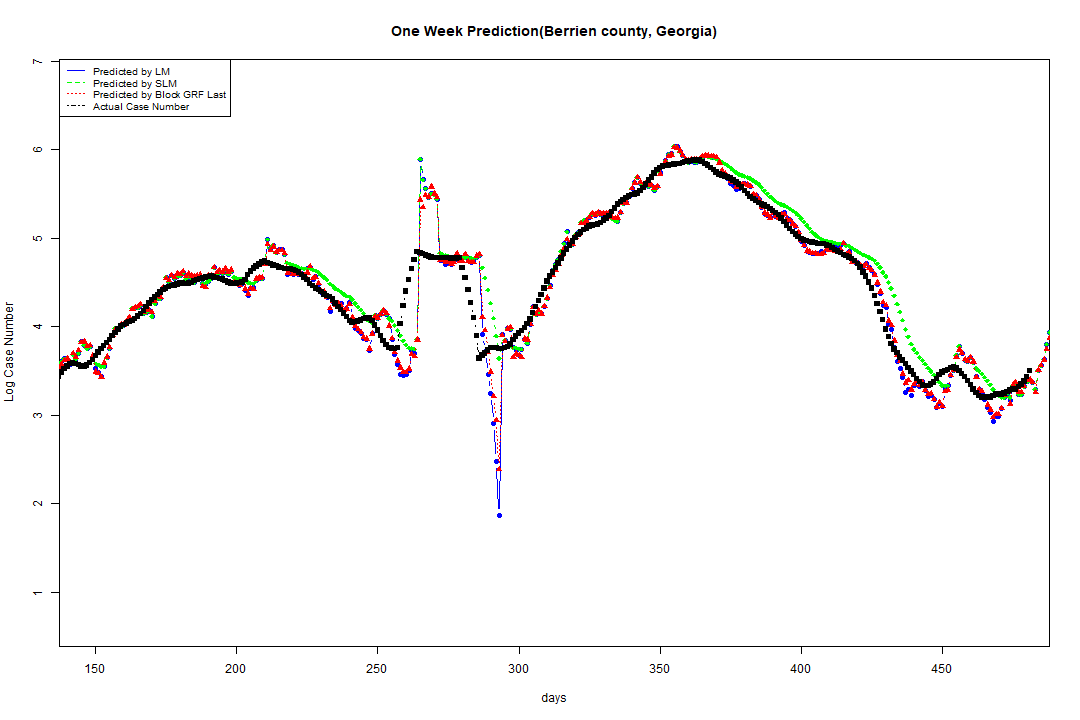 One Week Prediction(Berrien county, Georgia)
Predicted by LM
Predicted by SLM
Predicted by Block GRF Last
Actual Case Number
Log Case Number
7
6
5
4
3
2
1
150 200 250 300 350 400 450
days